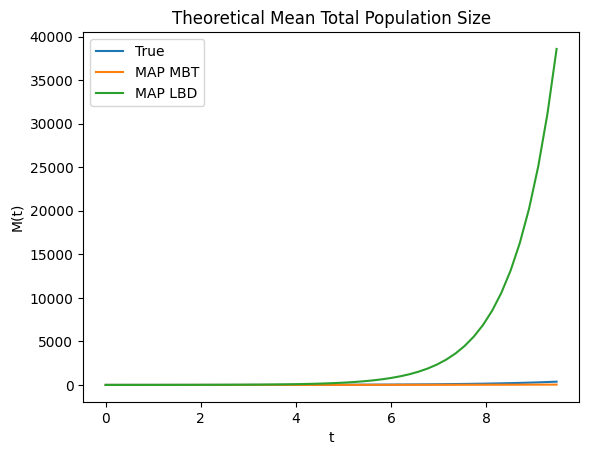 Theoretical Mean Total Population Size
True
MAP MBT
MAP LBD
M(t)
40000
35000
30000
25000
20000
15000
10000
5000
0
0 2 4 6 8
t